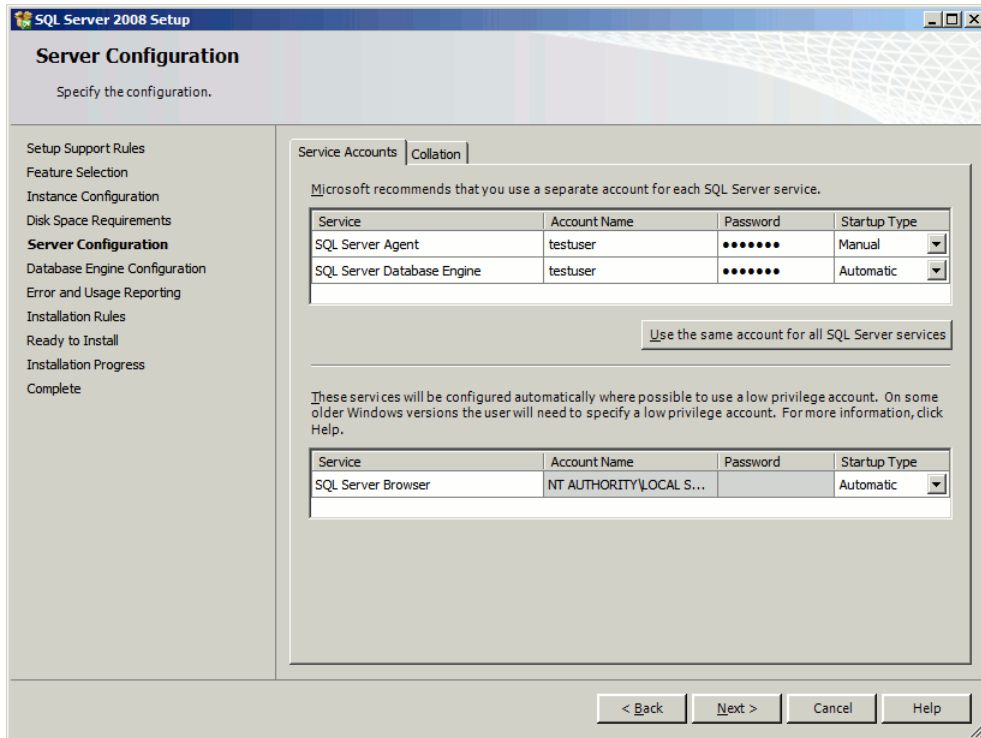 SQL Server 2008 Setup
Server Configuration
Specify the configuration.
Setup Support Rules
Feature Selection
Instance Configuration
Disk Space Requirements
Server Configuration
Database Engine Configuration
Error and Usage Reporting
Installation Rules
Ready to Install
Installation Progress
Complete
Service Accounts Collation
Microsoft recommends that you use a separate account for each SQL Server service.
Service Account Name Password Startup Type
SQL Server Agent testuser ●●●●●●● Manual
SQL Server Database Engine testuser ●●●●●●● Automatic
Use the same account for all SQL Server services
These services will be configured automatically where possible to use a low privilege account. On some
older Windows versions the user will need to specify a low privilege account. For more information, click
Help.
Service Account Name Password Startup Type
SQL Server Browser NT AUTHORITY\LOCAL S... Automatic
< Back Next > Cancel Help